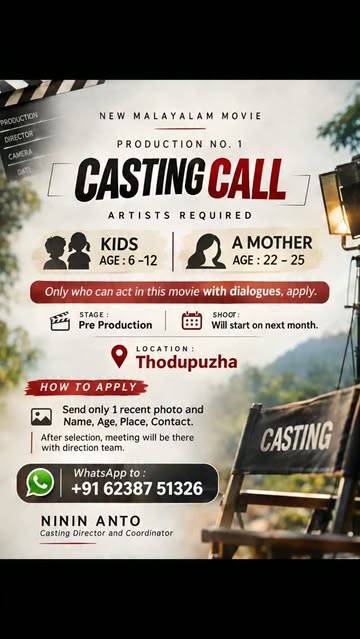 PRODUCTION
DIRECTOR
CAMERA
DATE
NEW MALAYALAM MOVIE
PRODUCTION NO. 1
CASTING CALL
ARTISTS REQUIRED
KIDS
AGE : 6 -12
A MOTHER
AGE : 22 - 25
Only who can act in this movie with dialogues, apply.
STAGE :
Pre Production
SHOOT:
Will start on next month.
LOCATION :
Thodupuzha
HOW TO APPLY
Send only 1 recent photo and
Name, Age, Place, Contact.
After selection, meeting will be there
with direction team.
WhatsApp to :
+91 62387 51326
NININ ANTO
Casting Director and Coordinator
CASTING